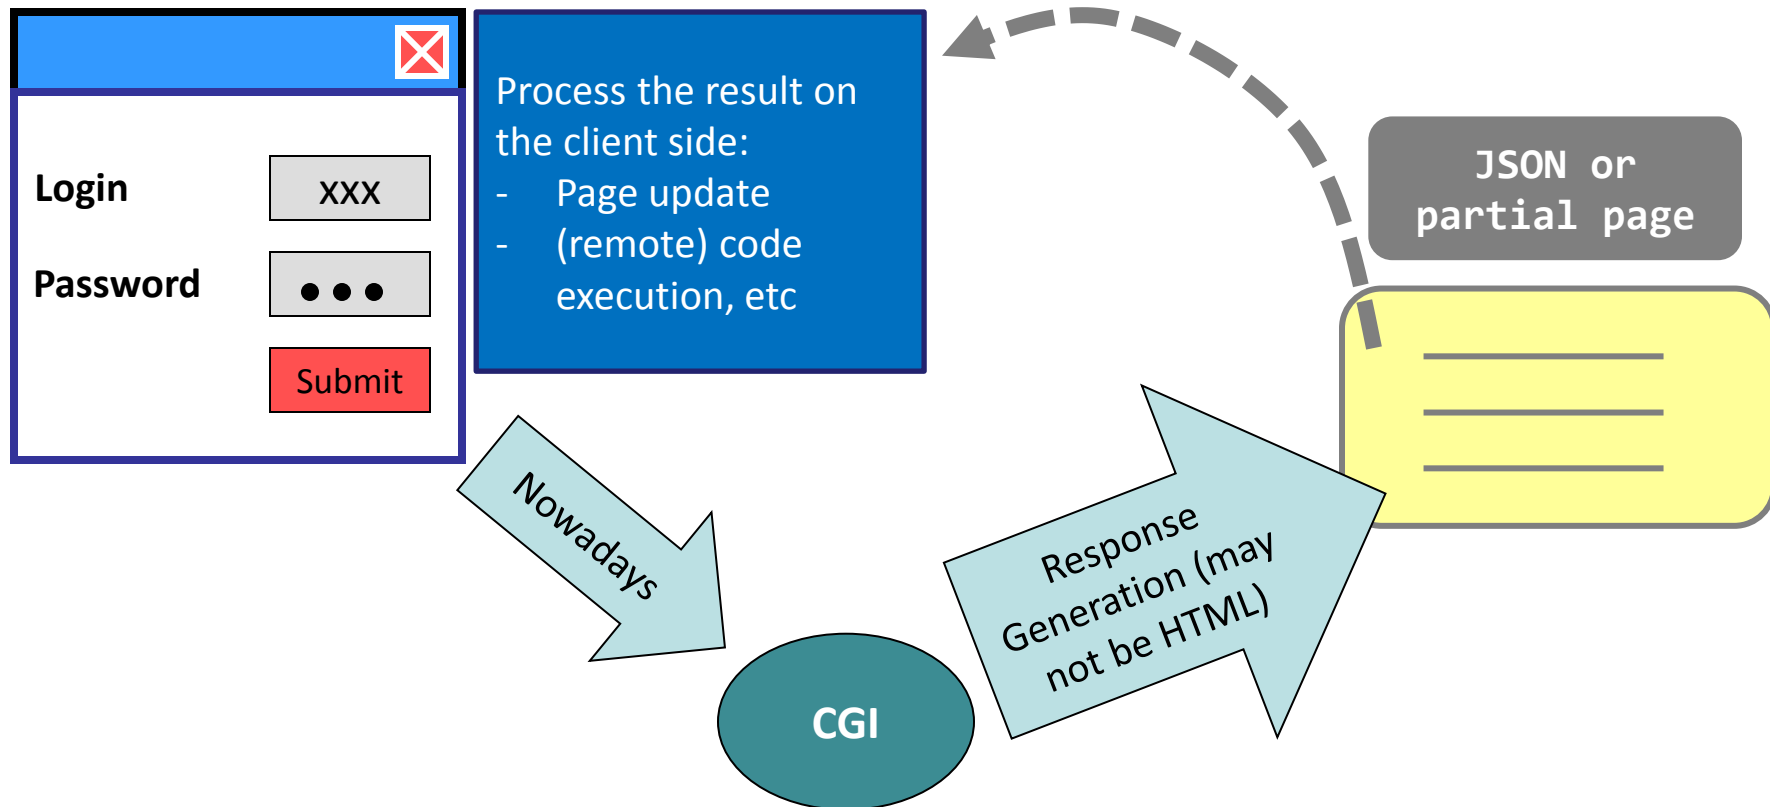 Login
xxx
Password
●●●
Submit
Process the result on
the client side:
- Page update
- (remote) code
execution, etc
JSON or
partial page
Nowadays
CGI
Response
Generation (may
not be HTML)